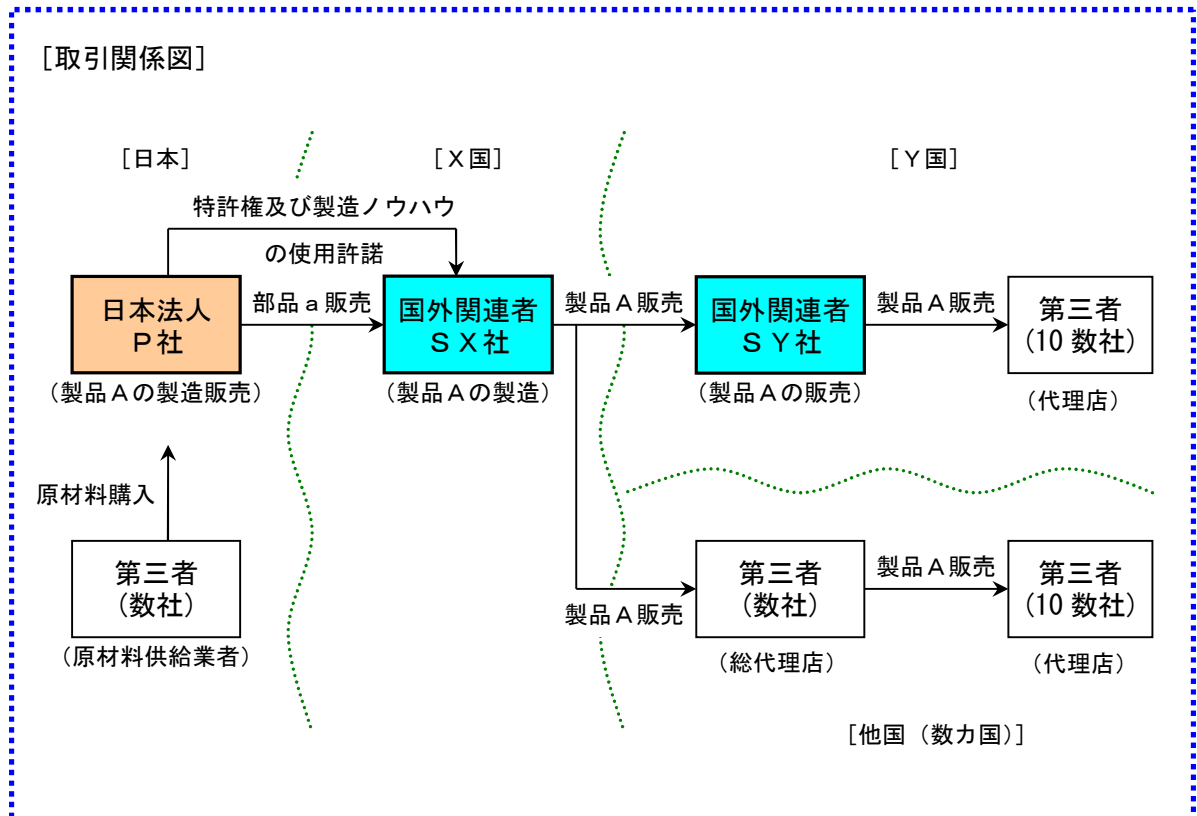 ［取引関係図］
［日本］
［Ｘ国］
［Ｙ国］
特許権及び製造ノウハウ
の使用許諾
日本法人
Ｐ社
部品ａ販売
国外関連者
ＳＸ社
製品Ａ販売
国外関連者
ＳＹ社
製品Ａ販売
第三者
（10 数社）
（製品Ａの製造販売）
（製品Ａの製造）
（製品Ａの販売）
（代理店）
原材料購入
第三者
（数社）
（原材料供給業者）
製品Ａ販売
第三者
（数社）
（総代理店）
製品Ａ販売
第三者
（10 数社）
（代理店）
［他国（数カ国）］